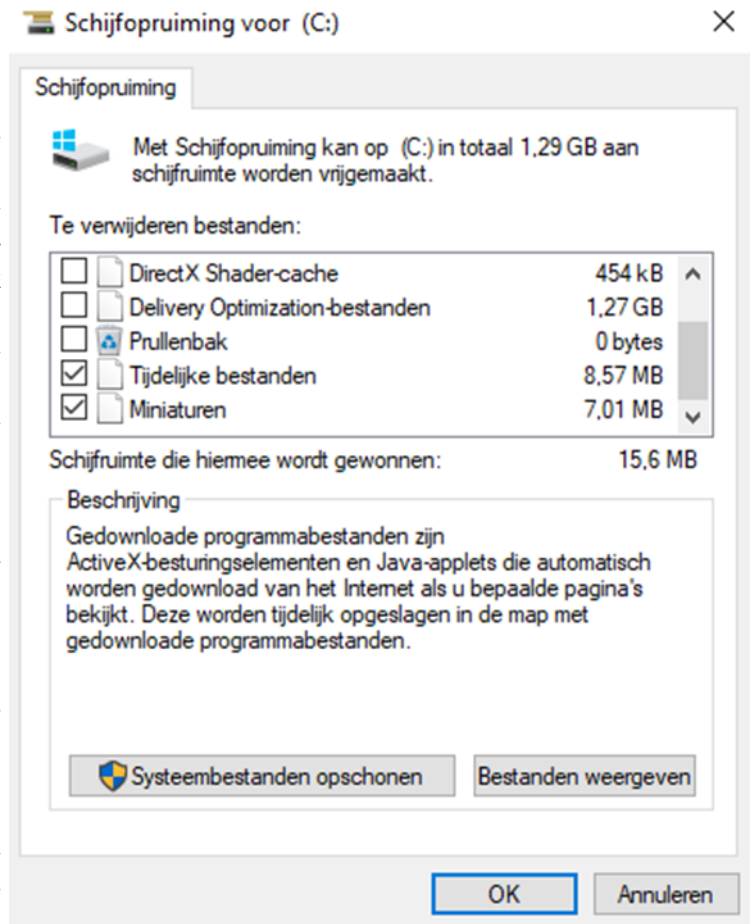 Schijfopruiming voor (C:)
Schijfopruiming
Met Schijfopruiming kan op (C:) in totaal 1,29 GB aan
schijfruimte worden vrijgemaakt.
Te verwijderen bestanden:
DirectX Shader-cache 454 kB
Delivery Optimization-bestanden 1,27 GB
Prullenbak 0 bytes
Tijdelijke bestanden 8,57 MB
Miniaturen 7,01 MB
Schijfruimte die hiermee wordt gewonnen: 15,6 MB
Beschrijving
Gedownloade programmabestanden zijn
ActiveX-besturingselementen en Java-applets die automatisch
worden gedownload van het Internet als u bepaalde pagina's
bekijkt. Deze worden tijdelijk opgeslagen in de map met
gedownloade programmabestanden.
Systeembestanden opschonen Bestanden weergeven
OK Annuleren